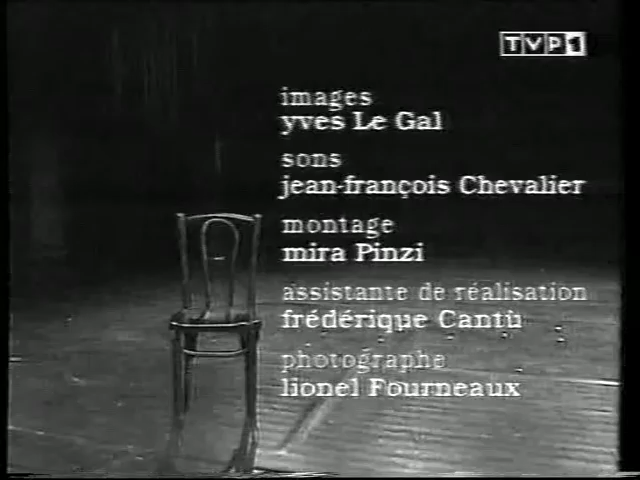 TVP1
images
yves Le Gal
sons
jean-françois Chevalier
montage
mira Pinzi
assistante de réalisation
frédérique Cantù
photographe
lionel Fourneaux